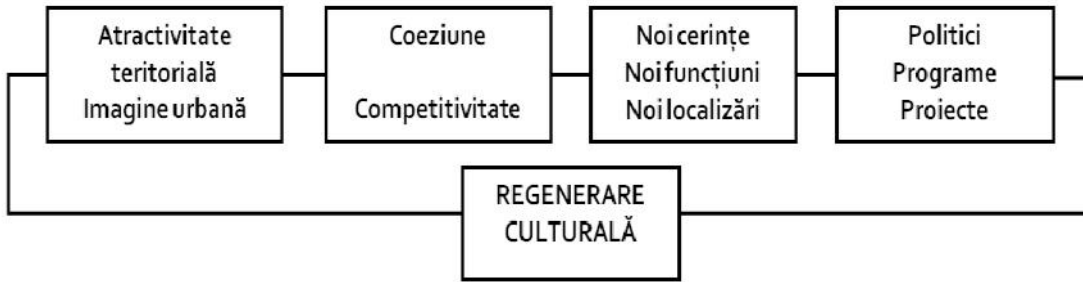 Atractivitate
teritorială
Imagine urbană
Coeziune
Competitivitate
Noi cerințe
Noi funcțiuni
Noi localizări
Politici
Programe
Proiecte
REGENERARE
CULTURALĂ